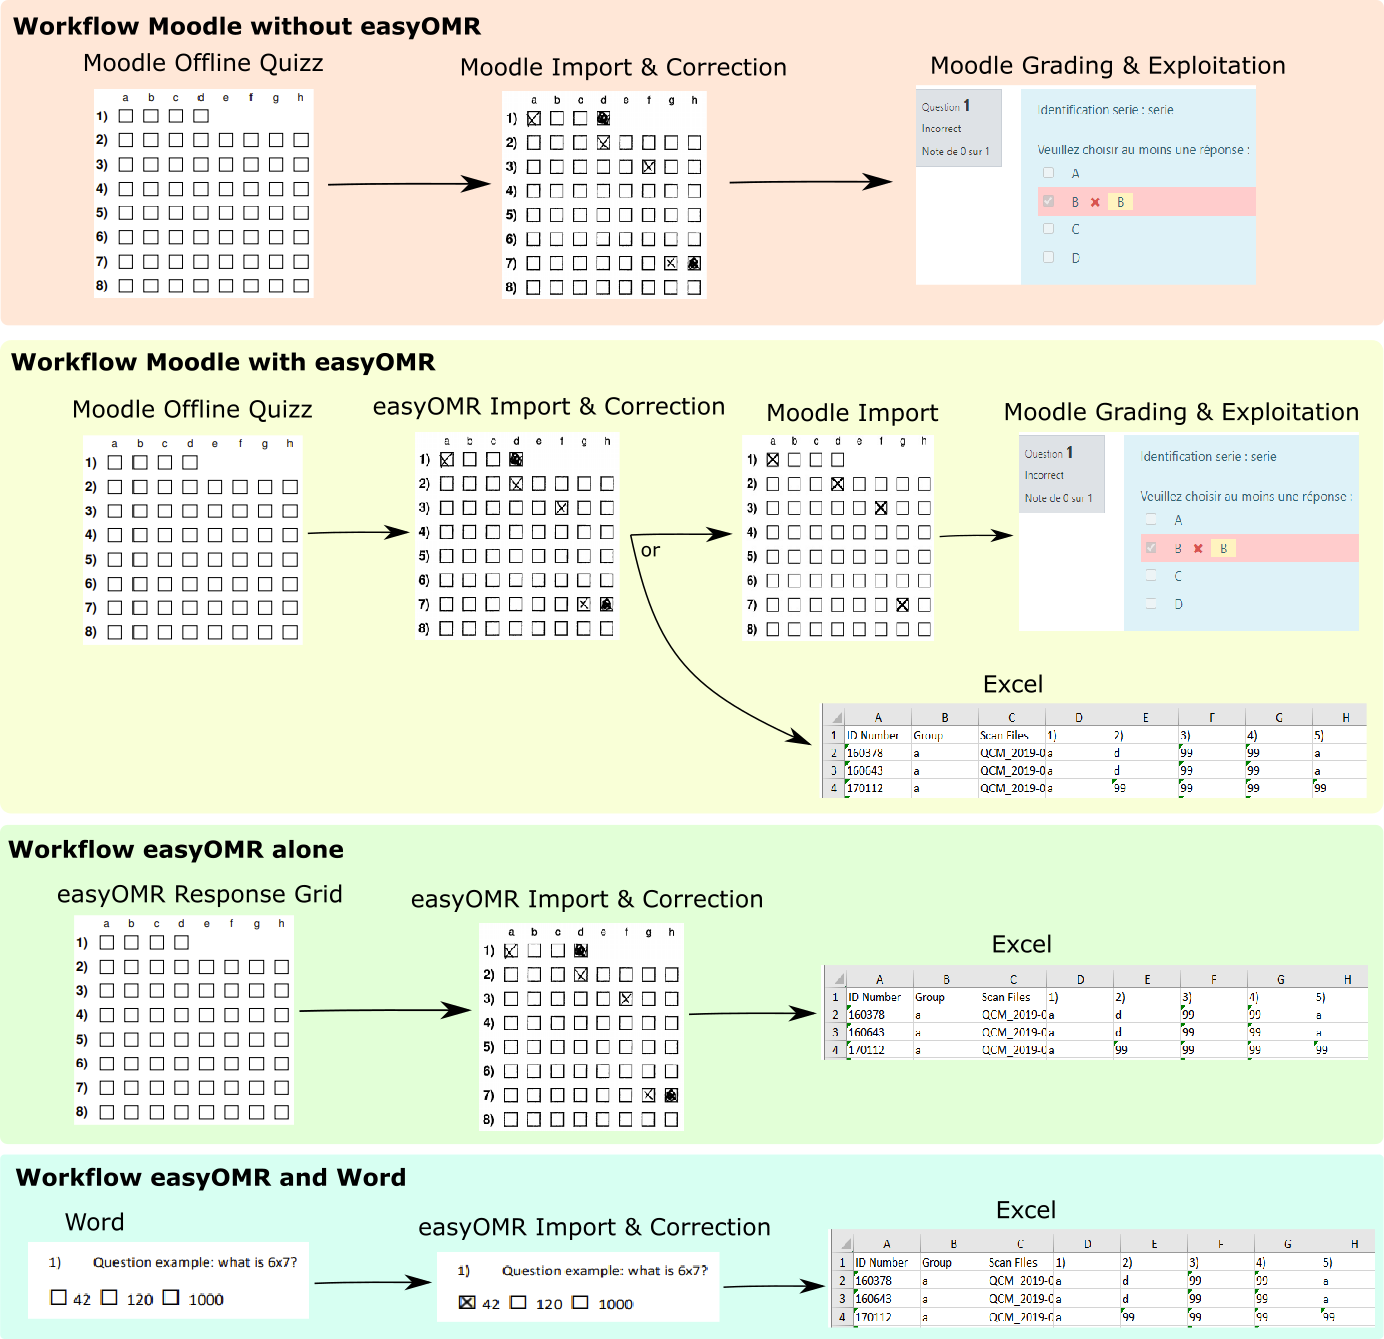 Workflow Moodle without easyOMR
Moodle Offline Quizz
Moodle Import & Correction
Moodle Grading & Exploitation
a b c d e f g h
1)
2)
3)
4)
5)
6)
7)
8)
a b c d e f g h
1)
2)
3)
4)
5)
6)
7)
8)
Question 1
Incorrect
Note de 0 sur 1
Identification serie : serie
Veuillez choisir au moins une réponse :
A
B B
C
D
Workflow Moodle with easyOMR
Moodle Offline Quizz
easyOMR Import & Correction
Moodle Import
Moodle Grading & Exploitation
a b c d e f g h
1)
2)
3)
4)
5)
6)
7)
8)
a b c d e f g h
1)
2)
3)
4)
5)
6)
7)
8)
or
a b c d e f g h
1)
2)
3)
4)
5)
6)
7)
8)
Question 1
Incorrect
Note de 0 sur 1
Identification serie : serie
Veuillez choisir au moins une réponse :
A
B B
C
D
Excel
A B C D E F G H
1 ID Number Group Scan Files 1) 2) 3) 4) 5)
2 160378 a QCM_2019-0 a d 99 99 a
3 160643 a QCM_2019-0 a d 99 99 a
4 170112 a QCM_2019-0 a 99 99 99 99
Workflow easyOMR alone
easyOMR Response Grid
easyOMR Import & Correction
Excel
a b c d e f g h
1)
2)
3)
4)
5)
6)
7)
8)
a b c d e f g h
1)
2)
3)
4)
5)
6)
7)
8)
A B C D E F G H
1 ID Number Group Scan Files 1) 2) 3) 4) 5)
2 160378 a QCM_2019-0 a d 99 99 a
3 160643 a QCM_2019-0 a d 99 99 a
4 170112 a QCM_2019-0 a 99 99 99 99
Workflow easyOMR and Word
Word
easyOMR Import & Correction
Excel
1) Question example: what is 6x7?
42 120 1000
1) Question example: what is 6x7?
42 120 1000
A B C D E F G H
1 ID Number Group Scan Files 1) 2) 3) 4) 5)
2 160378 a QCM_2019-0 a d 99 99 a
3 160643 a QCM_2019-0 a d 99 99 a
4 170112 a QCM_2019-0 a 99 99 99 99